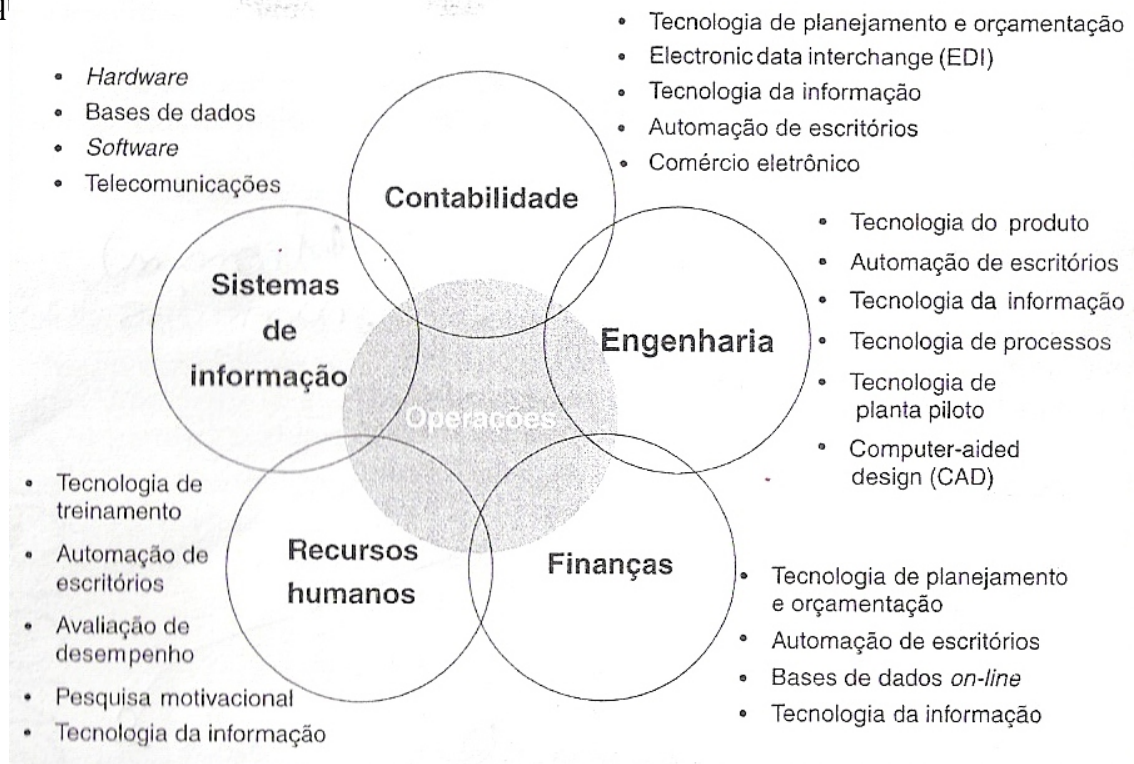 • Tecnologia de planejamento e orçamentação
• Electronic data interchange (EDI)
• Tecnologia da informação
• Automação de escritórios
• Comércio eletrônico
• Hardware
• Bases de dados
• Software
• Telecomunicações
Contabilidade
• Tecnologia do produto
• Automação de escritórios
• Tecnologia da informação
• Tecnologia de processos
• Tecnologia de
planta piloto
• Computer-aided
design (CAD)
Sistemas
de
informação
Engenharia
Operações
• Tecnologia de
treinamento
• Automação de
escritórios
• Avaliação de
desempenho
• Pesquisa motivacional
• Tecnologia da informação
Recursos
humanos
Finanças
• Tecnologia de planejamento
e orçamentação
• Automação de escritórios
• Bases de dados on-line
• Tecnologia da informação